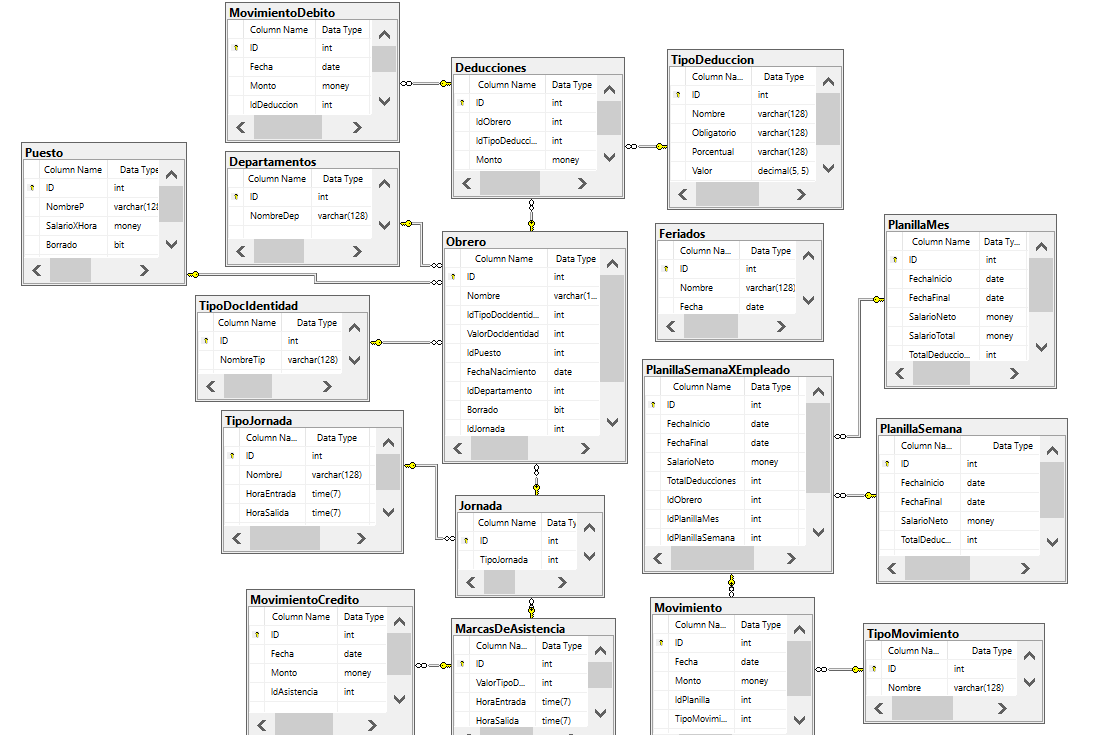 MovimientoDebito
Column Name Data Type
ID int
Fecha date
Monto money
IdDeduccion int
Deducciones
Column Name Data Type
ID int
IdObrero int
IdTipoDeducci... int
Monto money
TipoDeduccion
Column Na... Data Type
ID int
Nombre varchar(128)
Obligatorio varchar(128)
Porcentual varchar(128)
Valor decimal(5, 5)
Puesto
Column Name Data Type
ID int
NombreP varchar(128
SalarioXHora money
Borrado bit
Departamentos
Column Name Data Type
ID int
NombreDep varchar(128)
Obrero
Column Name Data Type
ID int
Nombre varchar(1...
IdTipoDocIdentid... int
ValorDocIdentidad int
IdPuesto int
FechaNacimiento date
IdDepartamento int
Borrado bit
IdJornada int
Feriados
Column Na... Data Type
ID int
Nombre varchar(128)
Fecha date
PlanillaMes
Column Name Data Ty...
ID int
FechaInicio date
FechaFinal date
SalarioNeto money
SalarioTotal money
TotalDeduccio... int
TipoDocIdentidad
Column Name Data Type
ID int
NombreTip varchar(128)
PlanillaSemanaXEmpleado
Column Name Data Type
ID int
FechaInicio date
FechaFinal date
SalarioNeto money
TotalDeducciones int
IdObrero int
IdPlanillaMes int
IdPlanillaSemana int
TipoJornada
Column Na... Data Type
ID int
NombreJ varchar(128)
HoraEntrada time(7)
HoraSalida time(7)
PlanillaSemana
Column Na... Data Type
ID int
FechaInicio date
FechaFinal date
SalarioNeto money
TotalDeduc... int
Jornada
Column Name Data Ty
ID int
TipoJornada int
MovimientoCredito
Column Name Data Type
ID int
Fecha date
Monto money
IdAsistencia int
MarcasDeAsistencia
Column Na... Data Type
ID int
ValorTipoD... int
HoraEntrada time(7)
HoraSalida time(7)
Movimiento
Column Na... Data Type
ID int
Fecha date
Monto money
IdPlanilla int
TipoMovimi... int
TipoMovimiento
Column Na... Data Type
ID int
Nombre varchar(128)